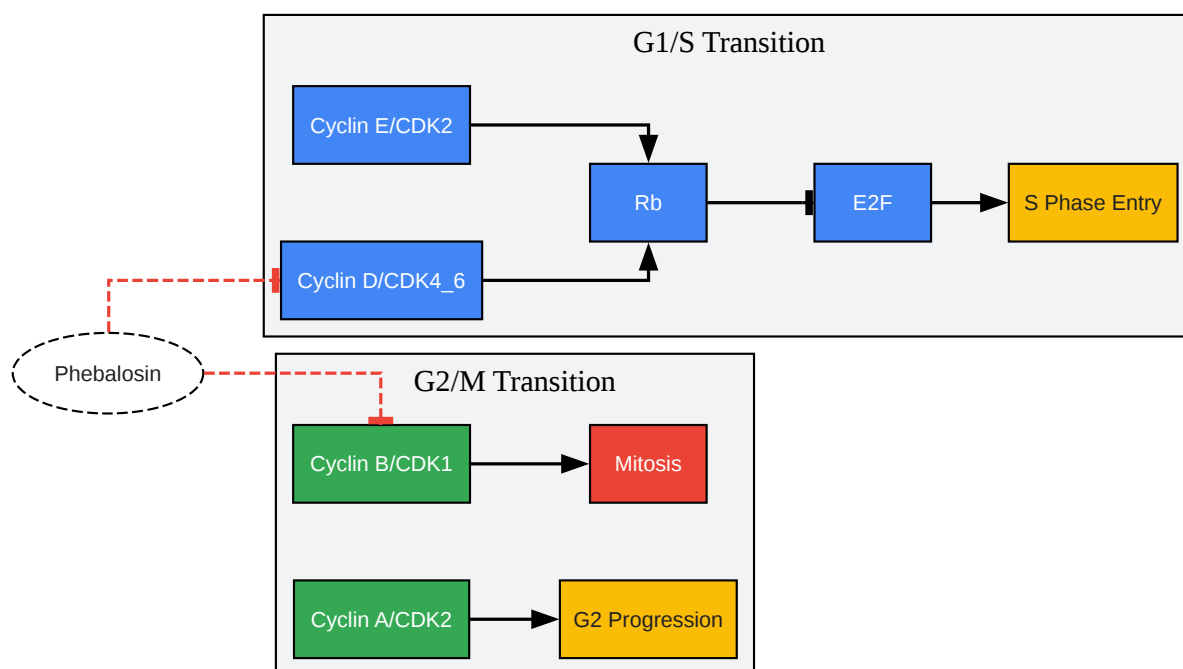 G1/S Transition
Cyclin E/CDK2
Rb
E2F
S Phase Entry
Cyclin D/CDK4_6
Phebalosin
G2/M Transition
Cyclin B/CDK1
Mitosis
Cyclin A/CDK2
G2 Progression